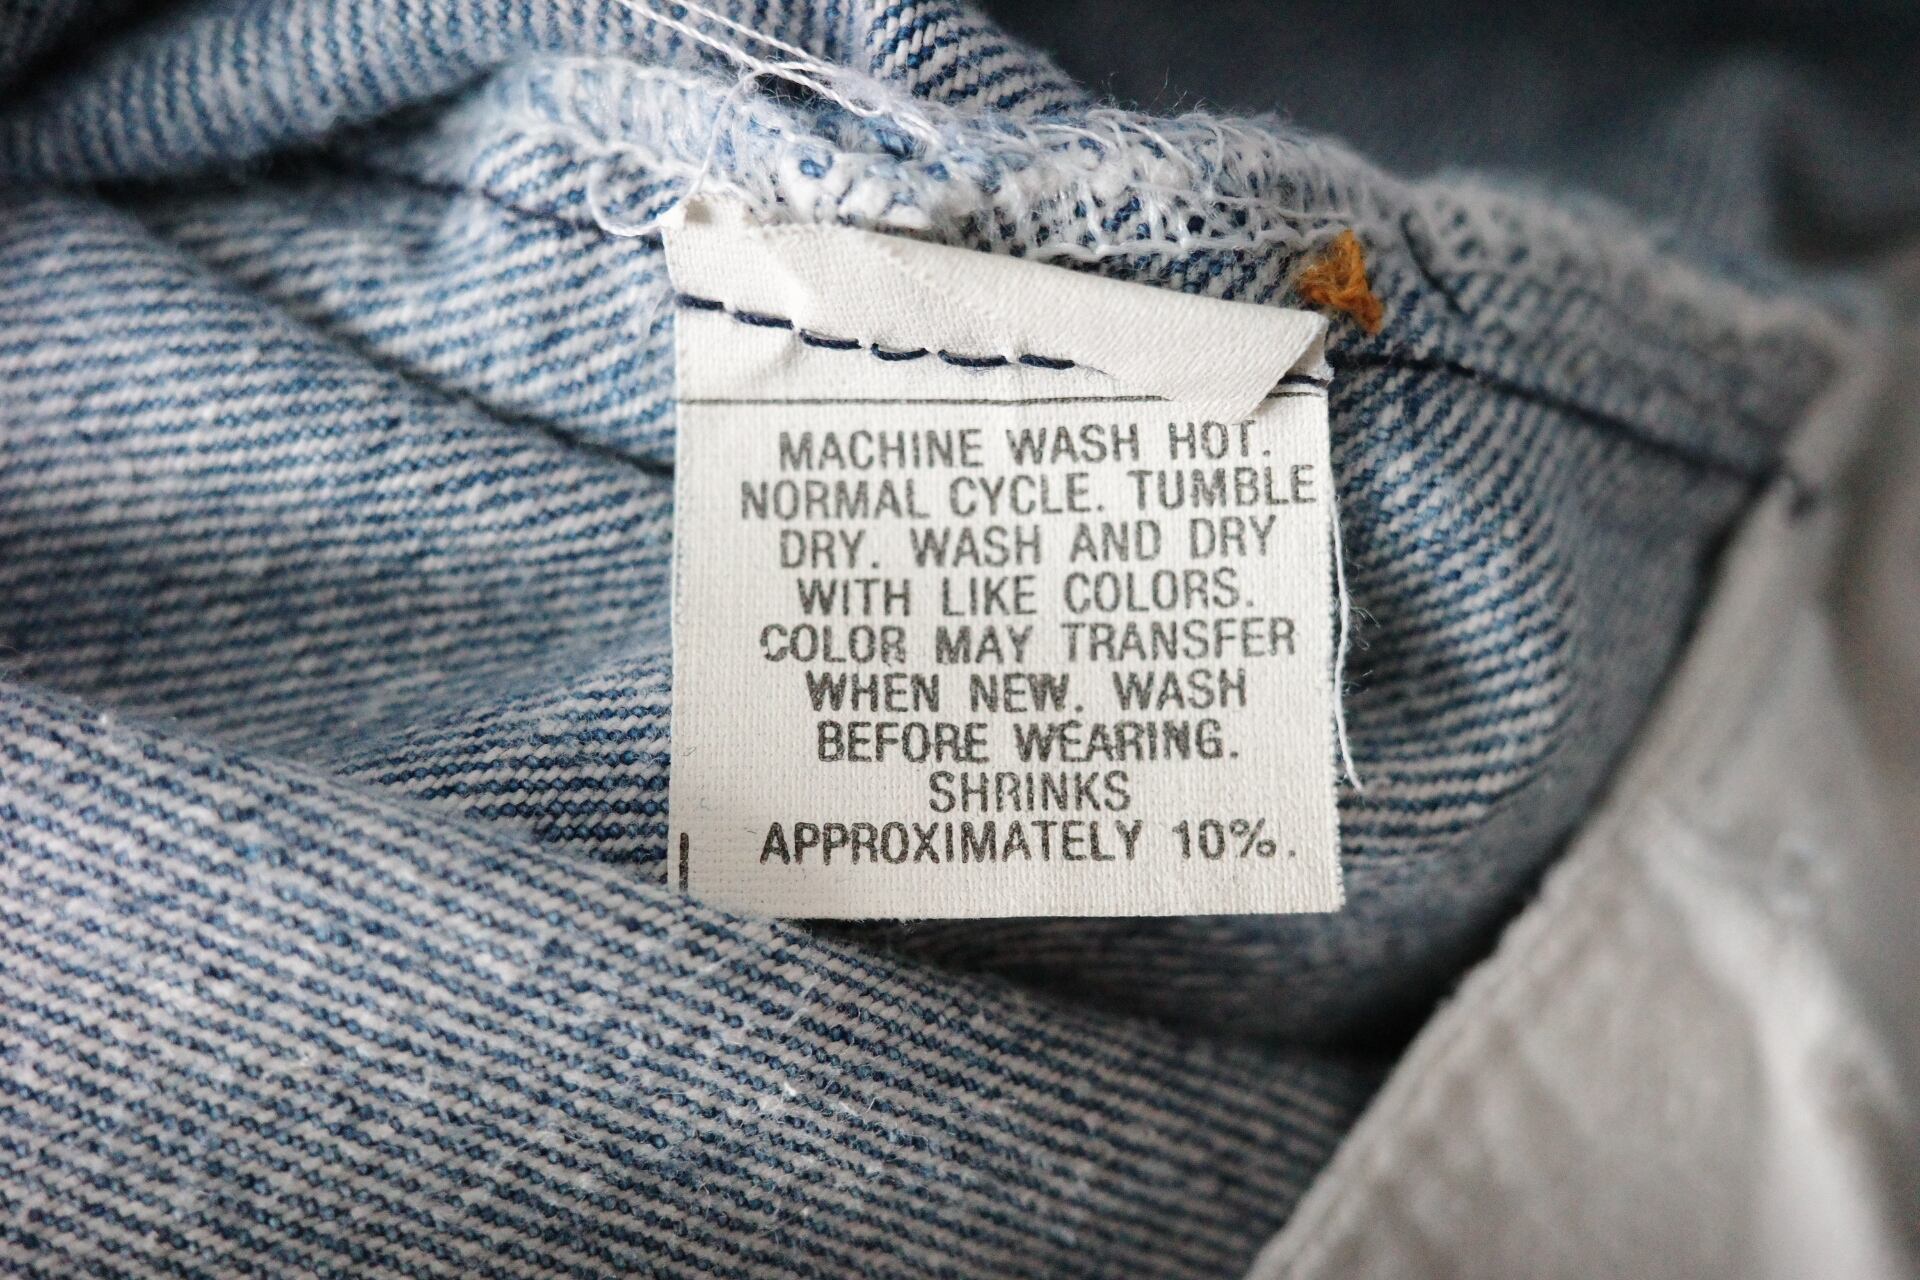 MACHINE WASH HOT.
NORMAL CYCLE. TUMBLE
DRY. WASH AND DRY
WITH LIKE COLORS.
COLOR MAY TRANSFER
WHEN NEW. WASH
BEFORE WEARING.
SHRINKS
APPROXIMATELY 10%.